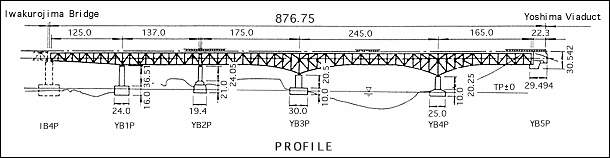 Iwakurojima Bridge
876.75
Yoshima Viaduct
125.0
137.0
175.0
245.0
165.0
22.3
30.542
36.51
16.0
24.05
21.0
20.5
10.0
20.25
10.0
TP±0
29.494
24.0
19.4
30.0
25.0
IB4P
YB1P
YB2P
YB3P
YB4P
YB5P
PROFILE